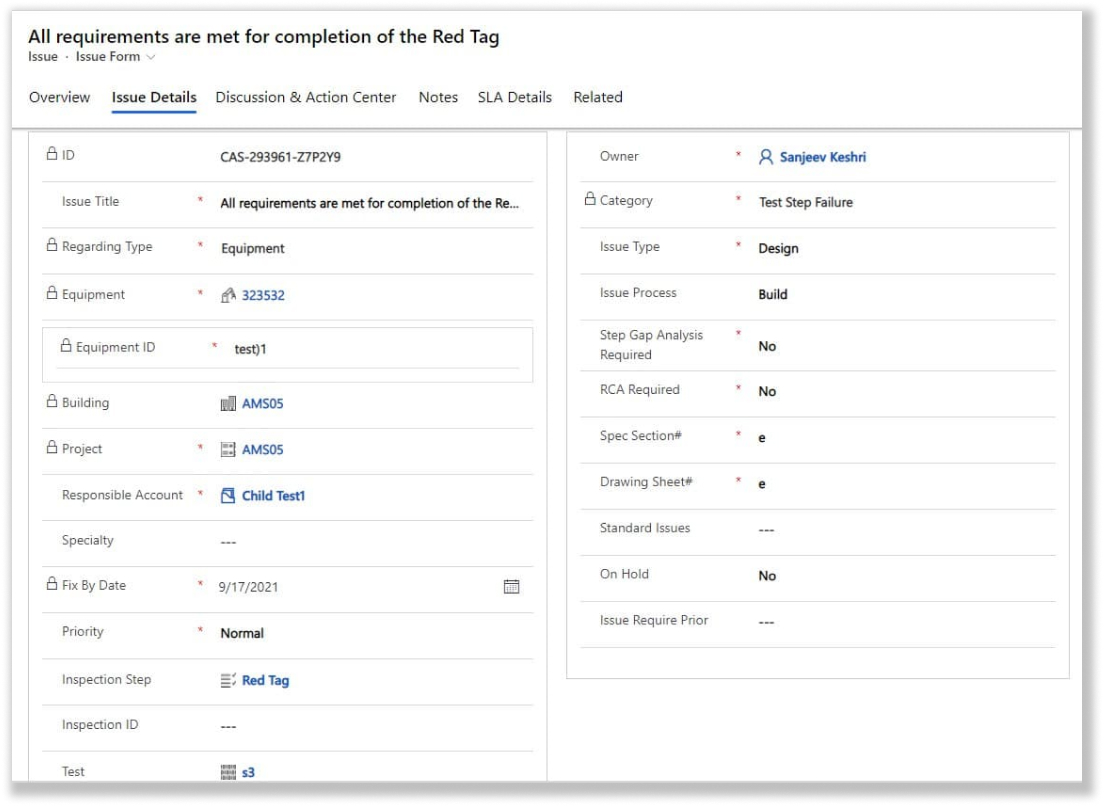 All requirements are met for completion of the Red Tag
Issue · Issue Form
Overview Issue Details Discussion & Action Center Notes SLA Details Related
ID CAS-293961-Z7P2Y9
Issue Title * All requirements are met for completion of the Re...
Regarding Type * Equipment
Equipment * 323532
Equipment ID * test)1
Building AMS05
Project * AMS05
Responsible Account * Child Test1
Specialty ---
Fix By Date * 9/17/2021
Priority * Normal
Inspection Step Red Tag
Inspection ID ---
Test s3
Owner * Sanjeev Keshri
Category * Test Step Failure
Issue Type * Design
Issue Process Build
Step Gap Analysis
Required * No
RCA Required * No
Spec Section# * e
Drawing Sheet# * e
Standard Issues ---
On Hold No
Issue Require Prior ---